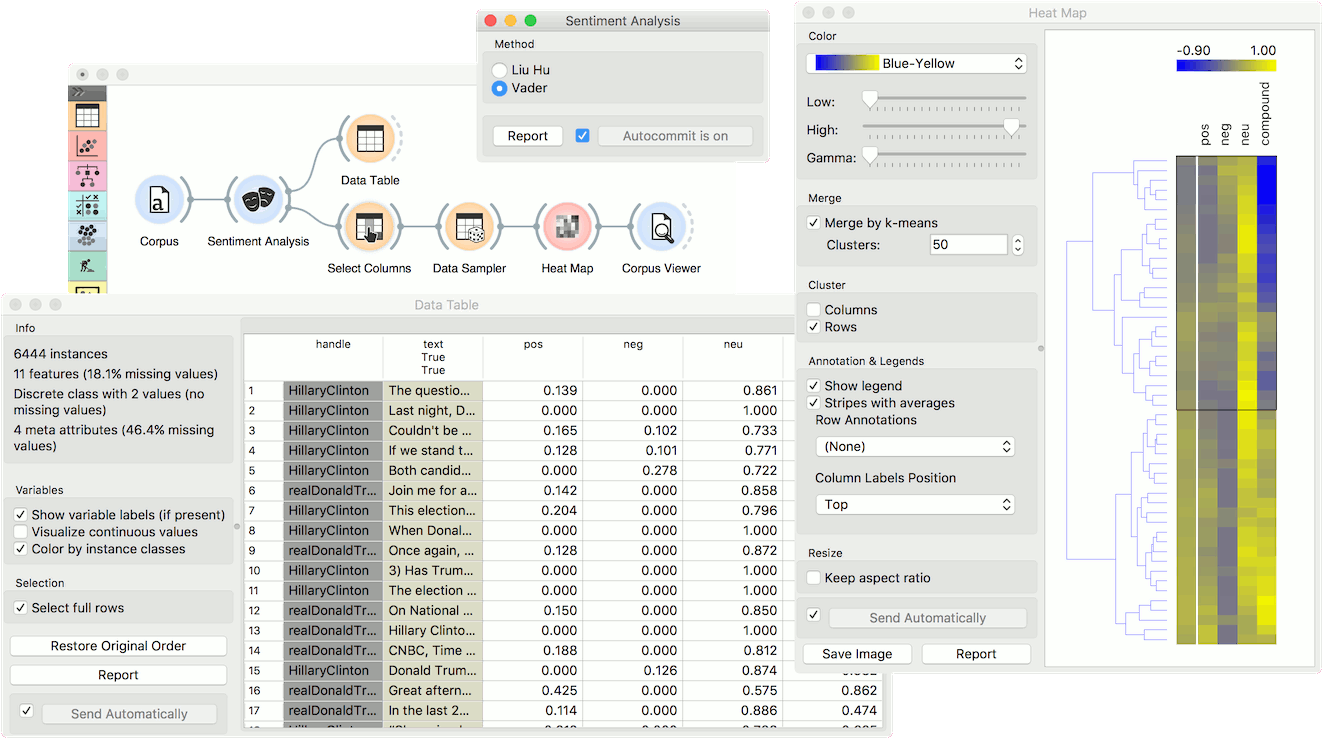 Sentiment Analysis
Method
Liu Hu
Vader
Report
Autocommit is on
a
Data Table
Corpus
Sentiment Analysis
Select Columns
Data Sampler
Heat Map
Corpus Viewer
Data Table
Info
6444 instances
11 features (18.1% missing values)
Discrete class with 2 values (no
missing values)
4 meta attributes (46.4% missing
values)
Variables
Show variable labels (if present)
Visualize continuous values
Color by instance classes
Selection
Select full rows
Restore Original Order
Report
Send Automatically
handle text pos neg neu
True
True
1 HillaryClinton The questio... 0.139 0.000 0.861
2 HillaryClinton Last night, D... 0.000 0.000 1.000
3 HillaryClinton Couldn't be ... 0.165 0.102 0.733
4 HillaryClinton If we stand t... 0.128 0.101 0.771
5 HillaryClinton Both candid... 0.000 0.278 0.722
6 realDonaldTr... Join me for a... 0.142 0.000 0.858
7 HillaryClinton This election... 0.204 0.000 0.796
8 HillaryClinton When Donal... 0.000 0.000 1.000
9 realDonaldTr... Once again, ... 0.128 0.000 0.872
10 HillaryClinton 3) Has Trum... 0.000 0.000 1.000
11 HillaryClinton The election ... 0.000 0.000 1.000
12 realDonaldTr... On National ... 0.150 0.000 0.850
13 HillaryClinton Hillary Clinto... 0.000 0.000 1.000
14 realDonaldTr... CNBC, Time ... 0.188 0.000 0.812
15 HillaryClinton Donald Trum... 0.000 0.126 0.874
16 realDonaldTr... Great aftern... 0.425 0.000 0.575 0.862
17 realDonaldTr... In the last 2... 0.114 0.000 0.886 0.474
Heat Map
Color
Blue-Yellow
Low:
High:
Gamma:
Merge
Merge by k-means
Clusters: 50
Cluster
Columns
Rows
Annotation & Legends
Show legend
Stripes with averages
Row Annotations
(None)
Column Labels Position
Top
Resize
Keep aspect ratio
Send Automatically
Save Image
Report
-0.90 1.00
pos
neg
neu
compound